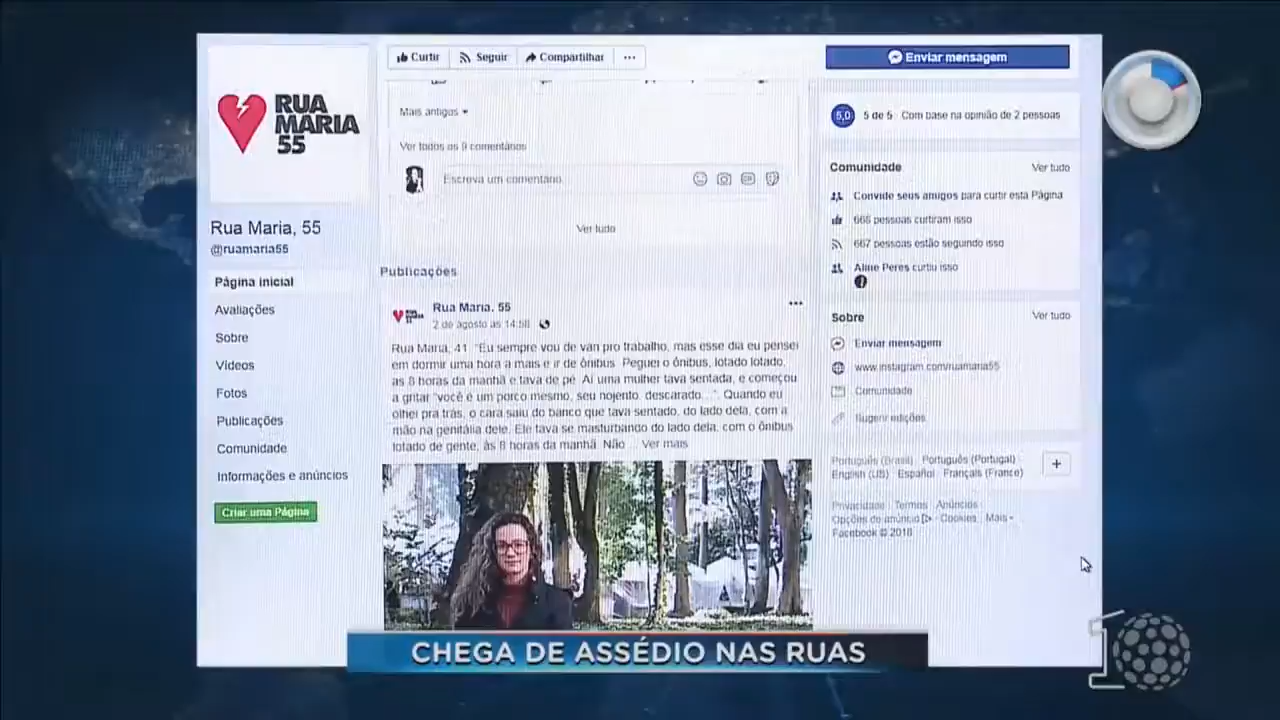 RUA
MARIA
55
Rua Maria, 55
@ruamaria55
Página inicial
Avaliações
Sobre
Vídeos
Fotos
Publicações
Comunidade
Informações e anúncios
Criar uma Página
Curtir Seguir Compartilhar ...
Mais antigos
Ver todos os 9 comentários
Escreva um comentário
Ver tudo
Publicações
Rua Maria, 55
2 de agosto às 14:58
Rua Maria, 41 "Eu sempre vou de van pro trabalho, mas esse dia eu pensei
em dormir uma hora a mais e ir de ônibus. Peguei o ônibus, lotado lotado,
às 8 horas da manhã e tava de pé. Aí uma mulher tava sentada, e começou
a gritar "você é um porco mesmo, seu nojento, descarado...". Quando eu
olhei pra trás, o cara saiu do banco que tava sentado, do lado dela, com a
mão na genitália dele. Ele tava se masturbando do lado dela, com o ônibus
lotado de gente, às 8 horas da manhã. Não... Ver mais
Enviar mensagem
5,0 5 de 5 Com base na opinião de 2 pessoas
Comunidade Ver tudo
Convide seus amigos para curtir esta Página
665 pessoas curtiram isso
667 pessoas estão seguindo isso
Aline Peres curtiu isso
Sobre Ver tudo
Enviar mensagem
www.instagram.com/ruamaria55
Comunidade
Sugerir edições
Português (Brasil) Português (Portugal)
English (US) Español Français (France)
+
Privacidade Termos Anúncios
Opções de anúncio Cookies Mais
Facebook © 2018
CHEGA DE ASSÉDIO NAS RUAS
10